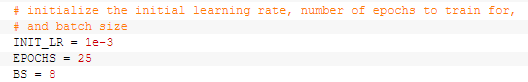 # initialize the initial learning rate, number of epochs to train for,
# and batch size
INIT_LR = 1e-3
EPOCHS = 25
BS = 8